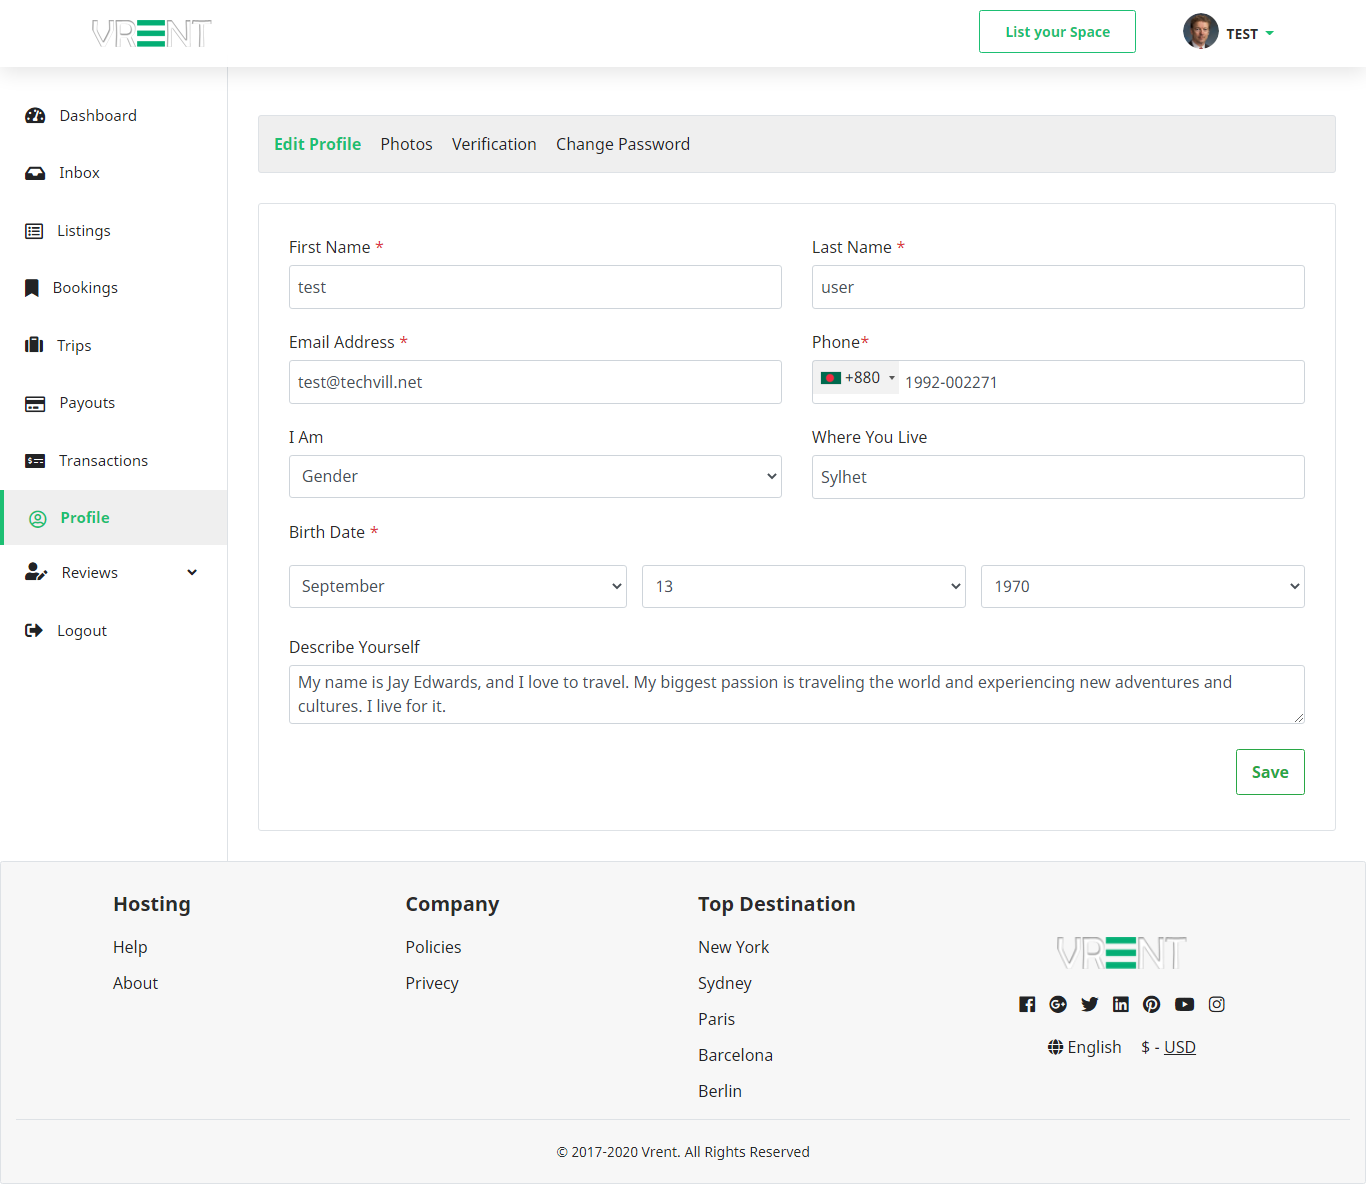 VRENT
List your Space
TEST
Dashboard
Inbox
Listings
Bookings
Trips
Payouts
Transactions
Profile
Reviews
Logout
Edit Profile Photos Verification Change Password
First Name *
test
Last Name *
user
Email Address *
test@techvill.net
Phone*
+880 1992-002271
I Am
Gender
Where You Live
Sylhet
Birth Date *
September 13 1970
Describe Yourself
My name is Jay Edwards, and I love to travel. My biggest passion is traveling the world and experiencing new adventures and
cultures. I live for it.
Save
Hosting
Help
About
Company
Policies
Privecy
Top Destination
New York
Sydney
Paris
Barcelona
Berlin
VRENT
English $ - USD
© 2017-2020 Vrent. All Rights Reserved